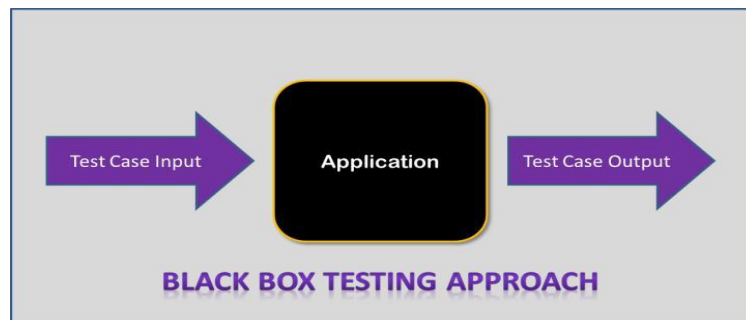 Test Case Input
Application
Test Case Output
BLACK BOX TESTING APPROACH